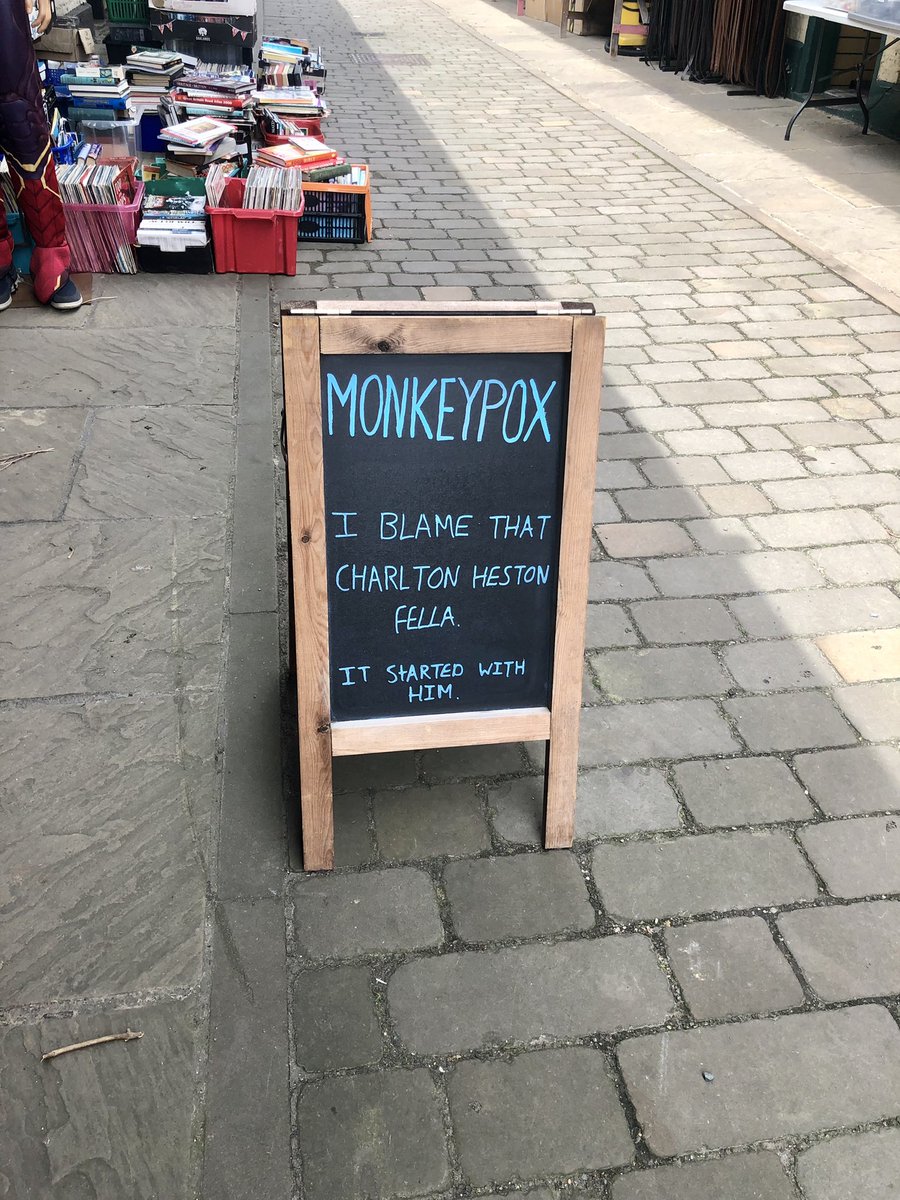 MONKEYPOX
I BLAME THAT
CHARLTON HESTON
FELLA.
IT STARTED WITH
HIM.